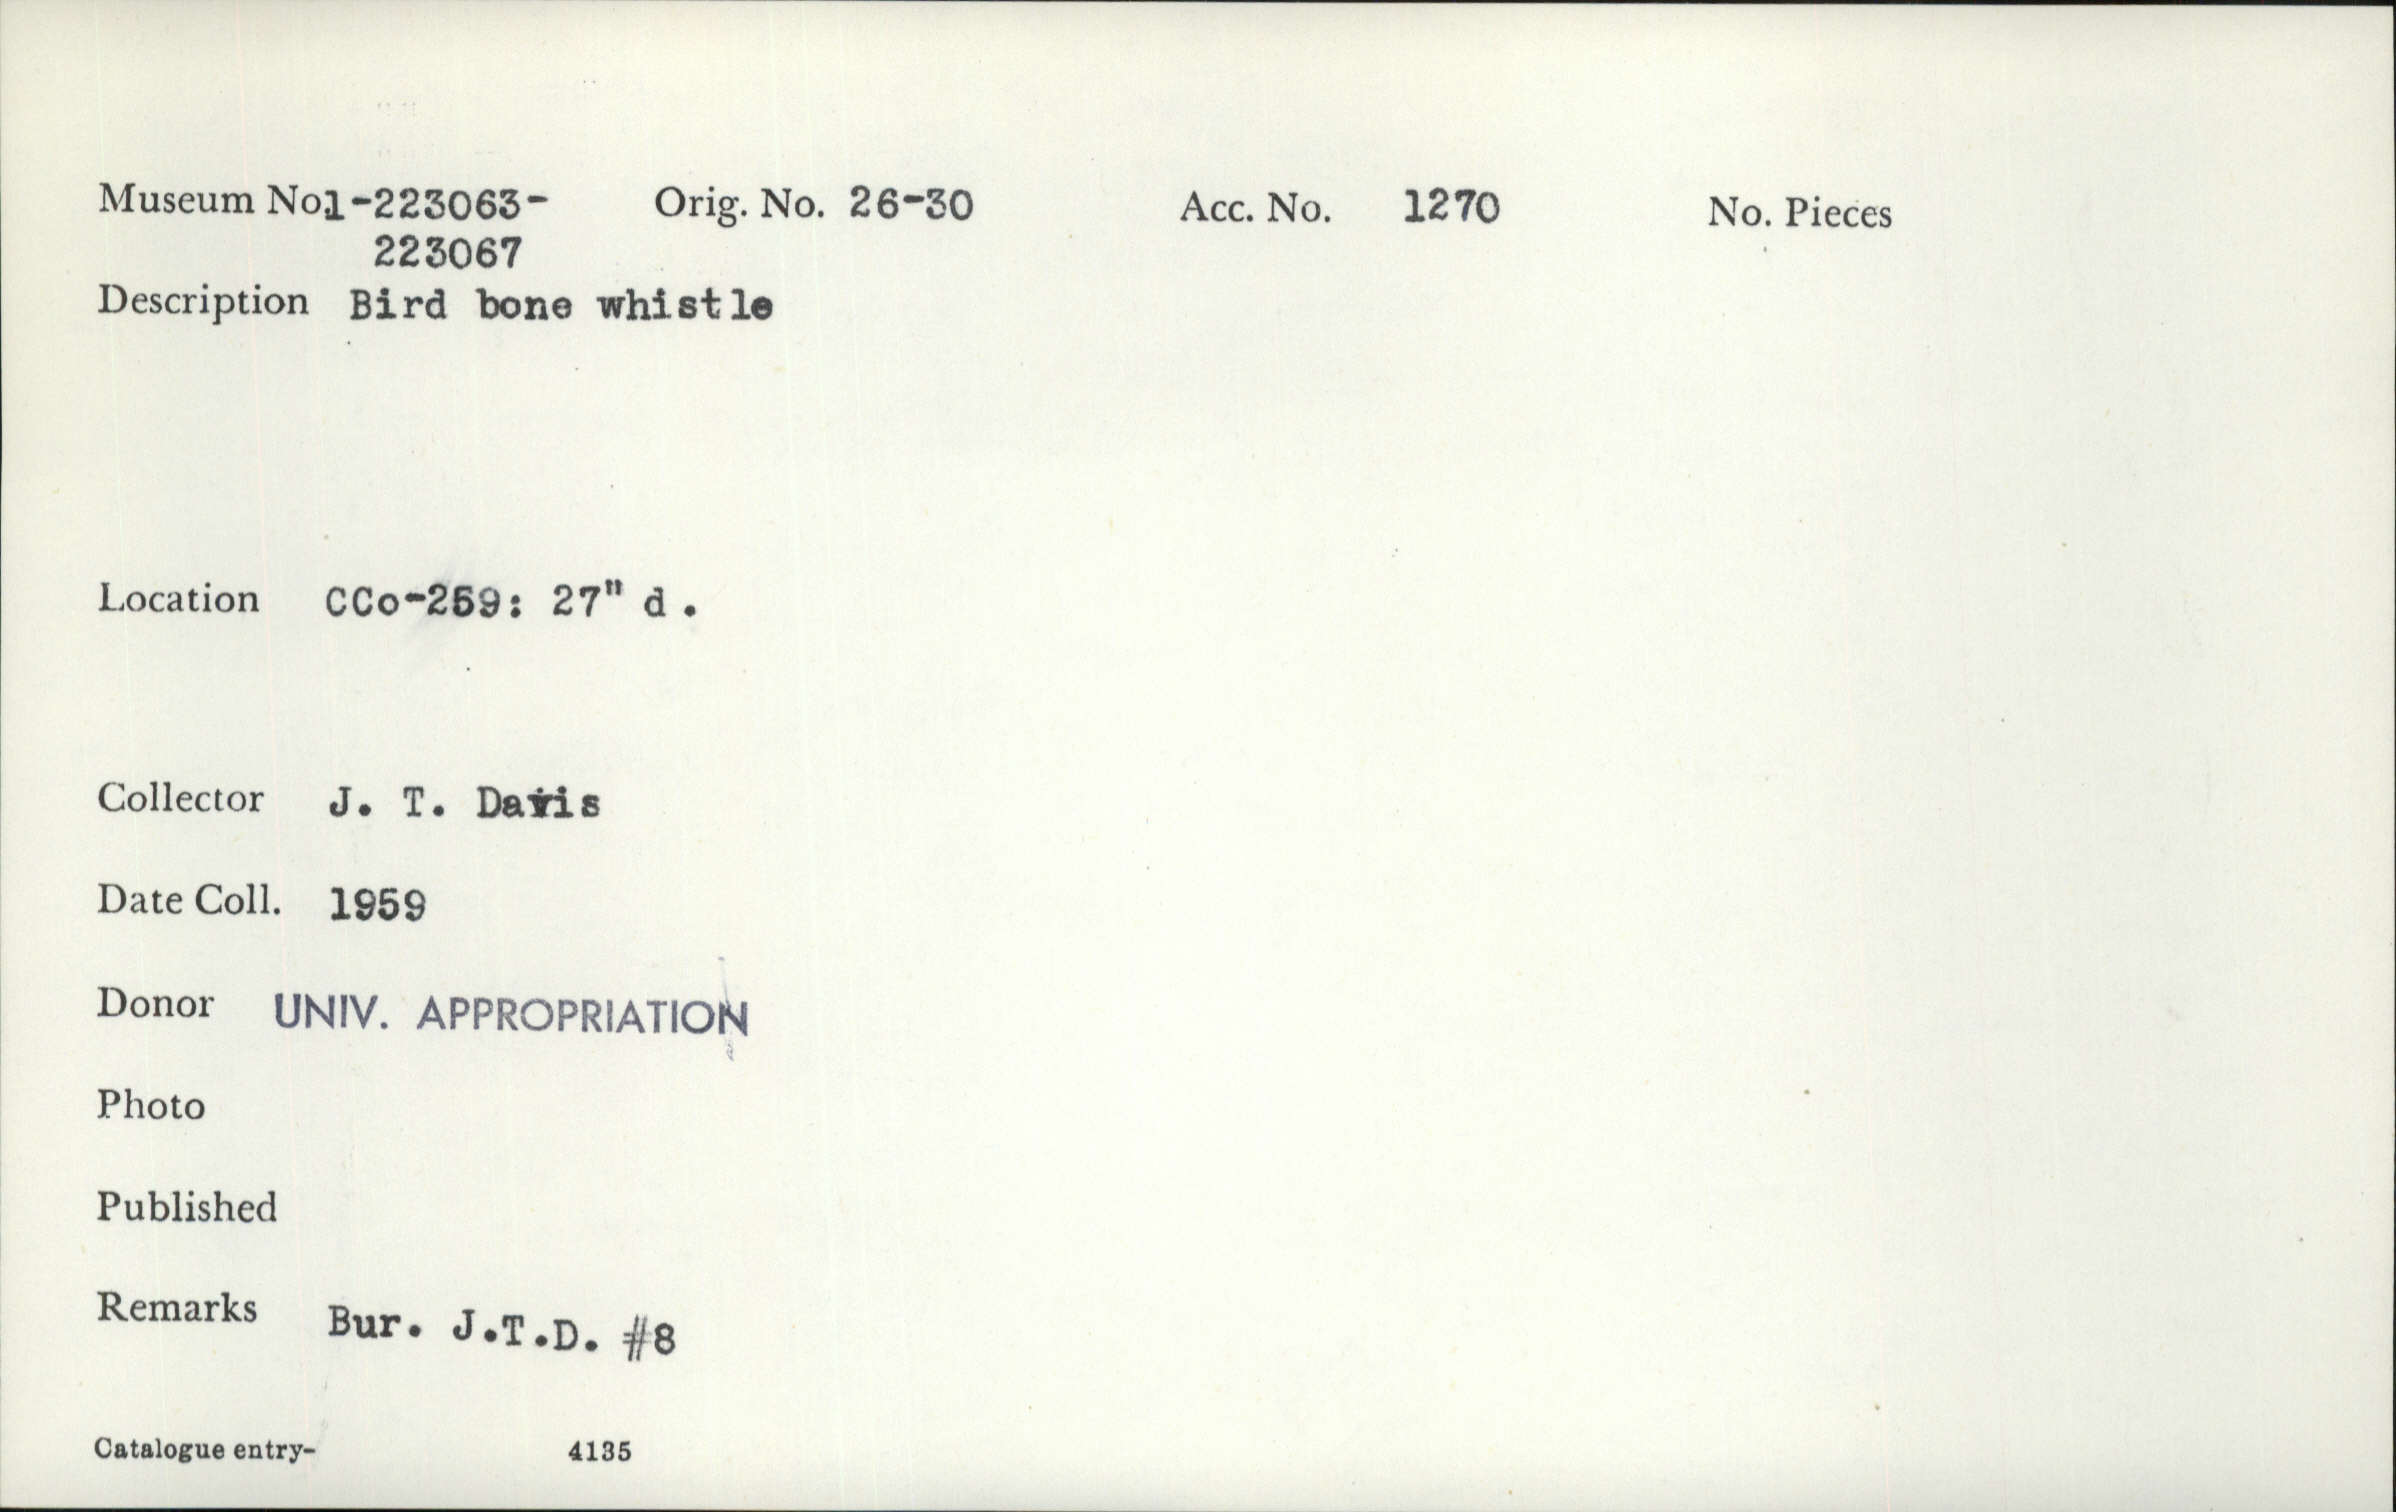 Museum No. 1-223063- Orig. No. 26-30 Acc. No. 1270 No. Pieces
223067
Description Bird bone whistle
Location CCo-259: 27" d.
Collector J. T. Davis
Date Coll. 1959
Donor UNIV. APPROPRIATION
Photo
Published
Remarks Bur. J.T.D. #8
Catalogue entry- 4135